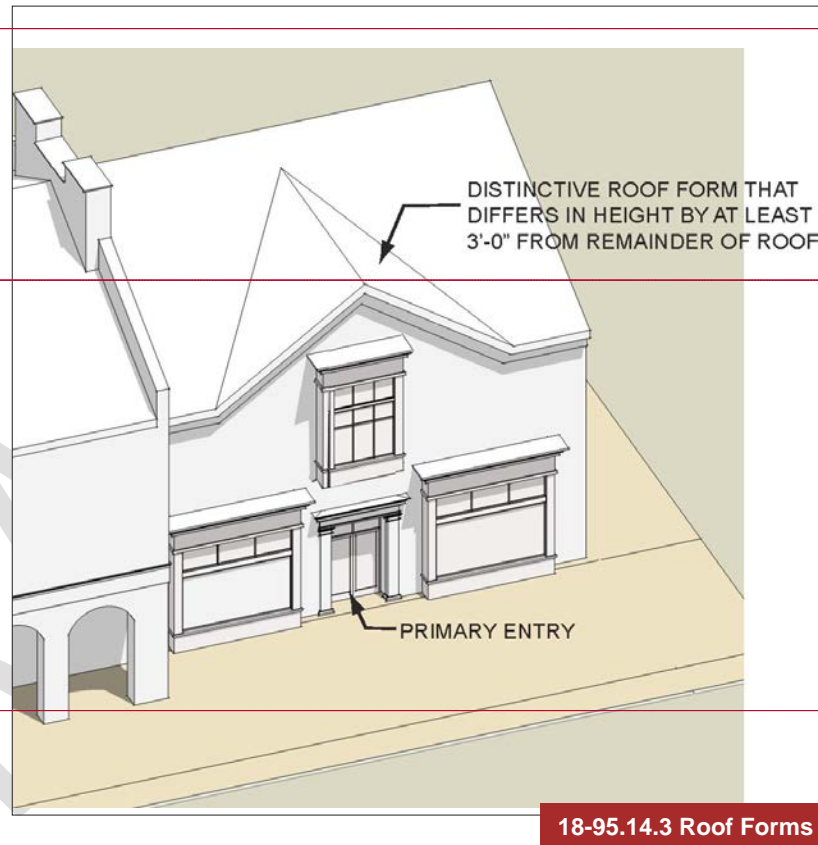 DISTINCTIVE ROOF FORM THAT
DIFFERS IN HEIGHT BY AT LEAST
3'-0" FROM REMAINDER OF ROOF
PRIMARY ENTRY
18-95.14.3 Roof Forms